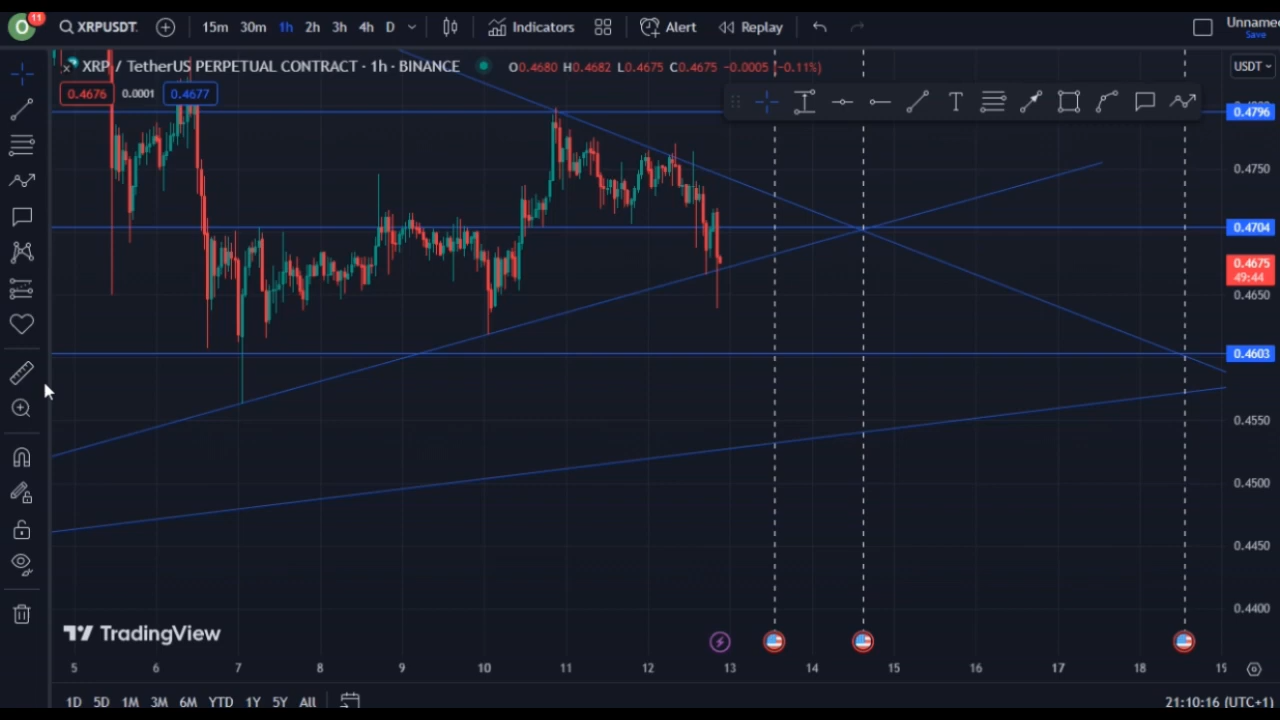 O
11
XRPUSDT.
15m 30m 1h 2h 3h 4h D
Indicators
Alert
Replay
Unname
Save
XRP / TetherUS PERPETUAL CONTRACT · 1h · BINANCE
O0.4680 H0.4682 L0.4675 C0.4675 −0.0005 (−0.11%)
USDT
0.4676 0.0001 0.4677
T
0.4796
0.4750
0.4704
0.4675
49:44
0.4650
0.4603
0.4550
0.4500
0.4450
0.4400
TradingView
5 6 7 8 9 10 11 12 13 14 15 16 17 18 19
1D 5D 1M 3M 6M YTD 1Y 5Y All
21:10:16 (UTC+1)